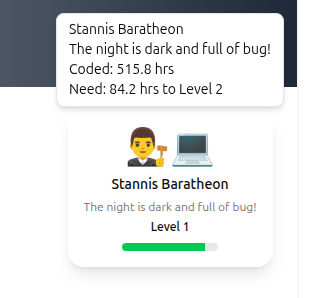 Stannis Baratheon
The night is dark and full of bug!
Coded: 515.8 hrs
Need: 84.2 hrs to Level 2
Stannis Baratheon
The night is dark and full of bug!
Level 1